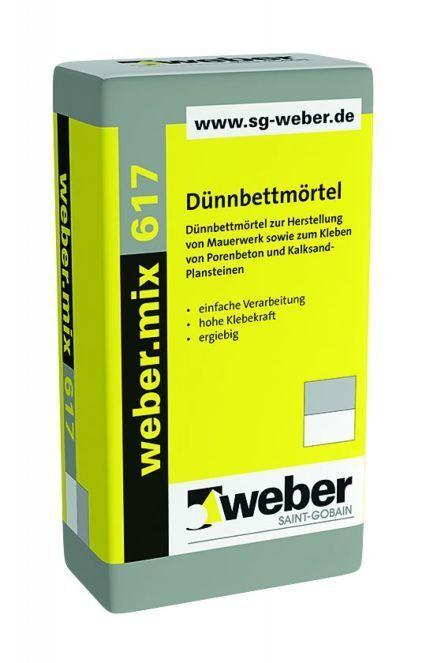 www.sg-weber.de
weber.mix 617
Dünnbettmörtel
Dünnbettmörtel zur Herstellung
von Mauerwerk sowie zum Kleben
von Porenbeton und Kalksand-
Plansteinen
• einfache Verarbeitung
• hohe Klebekraft
• ergiebig
weber
SAINT-GOBAIN
weber.mix 617